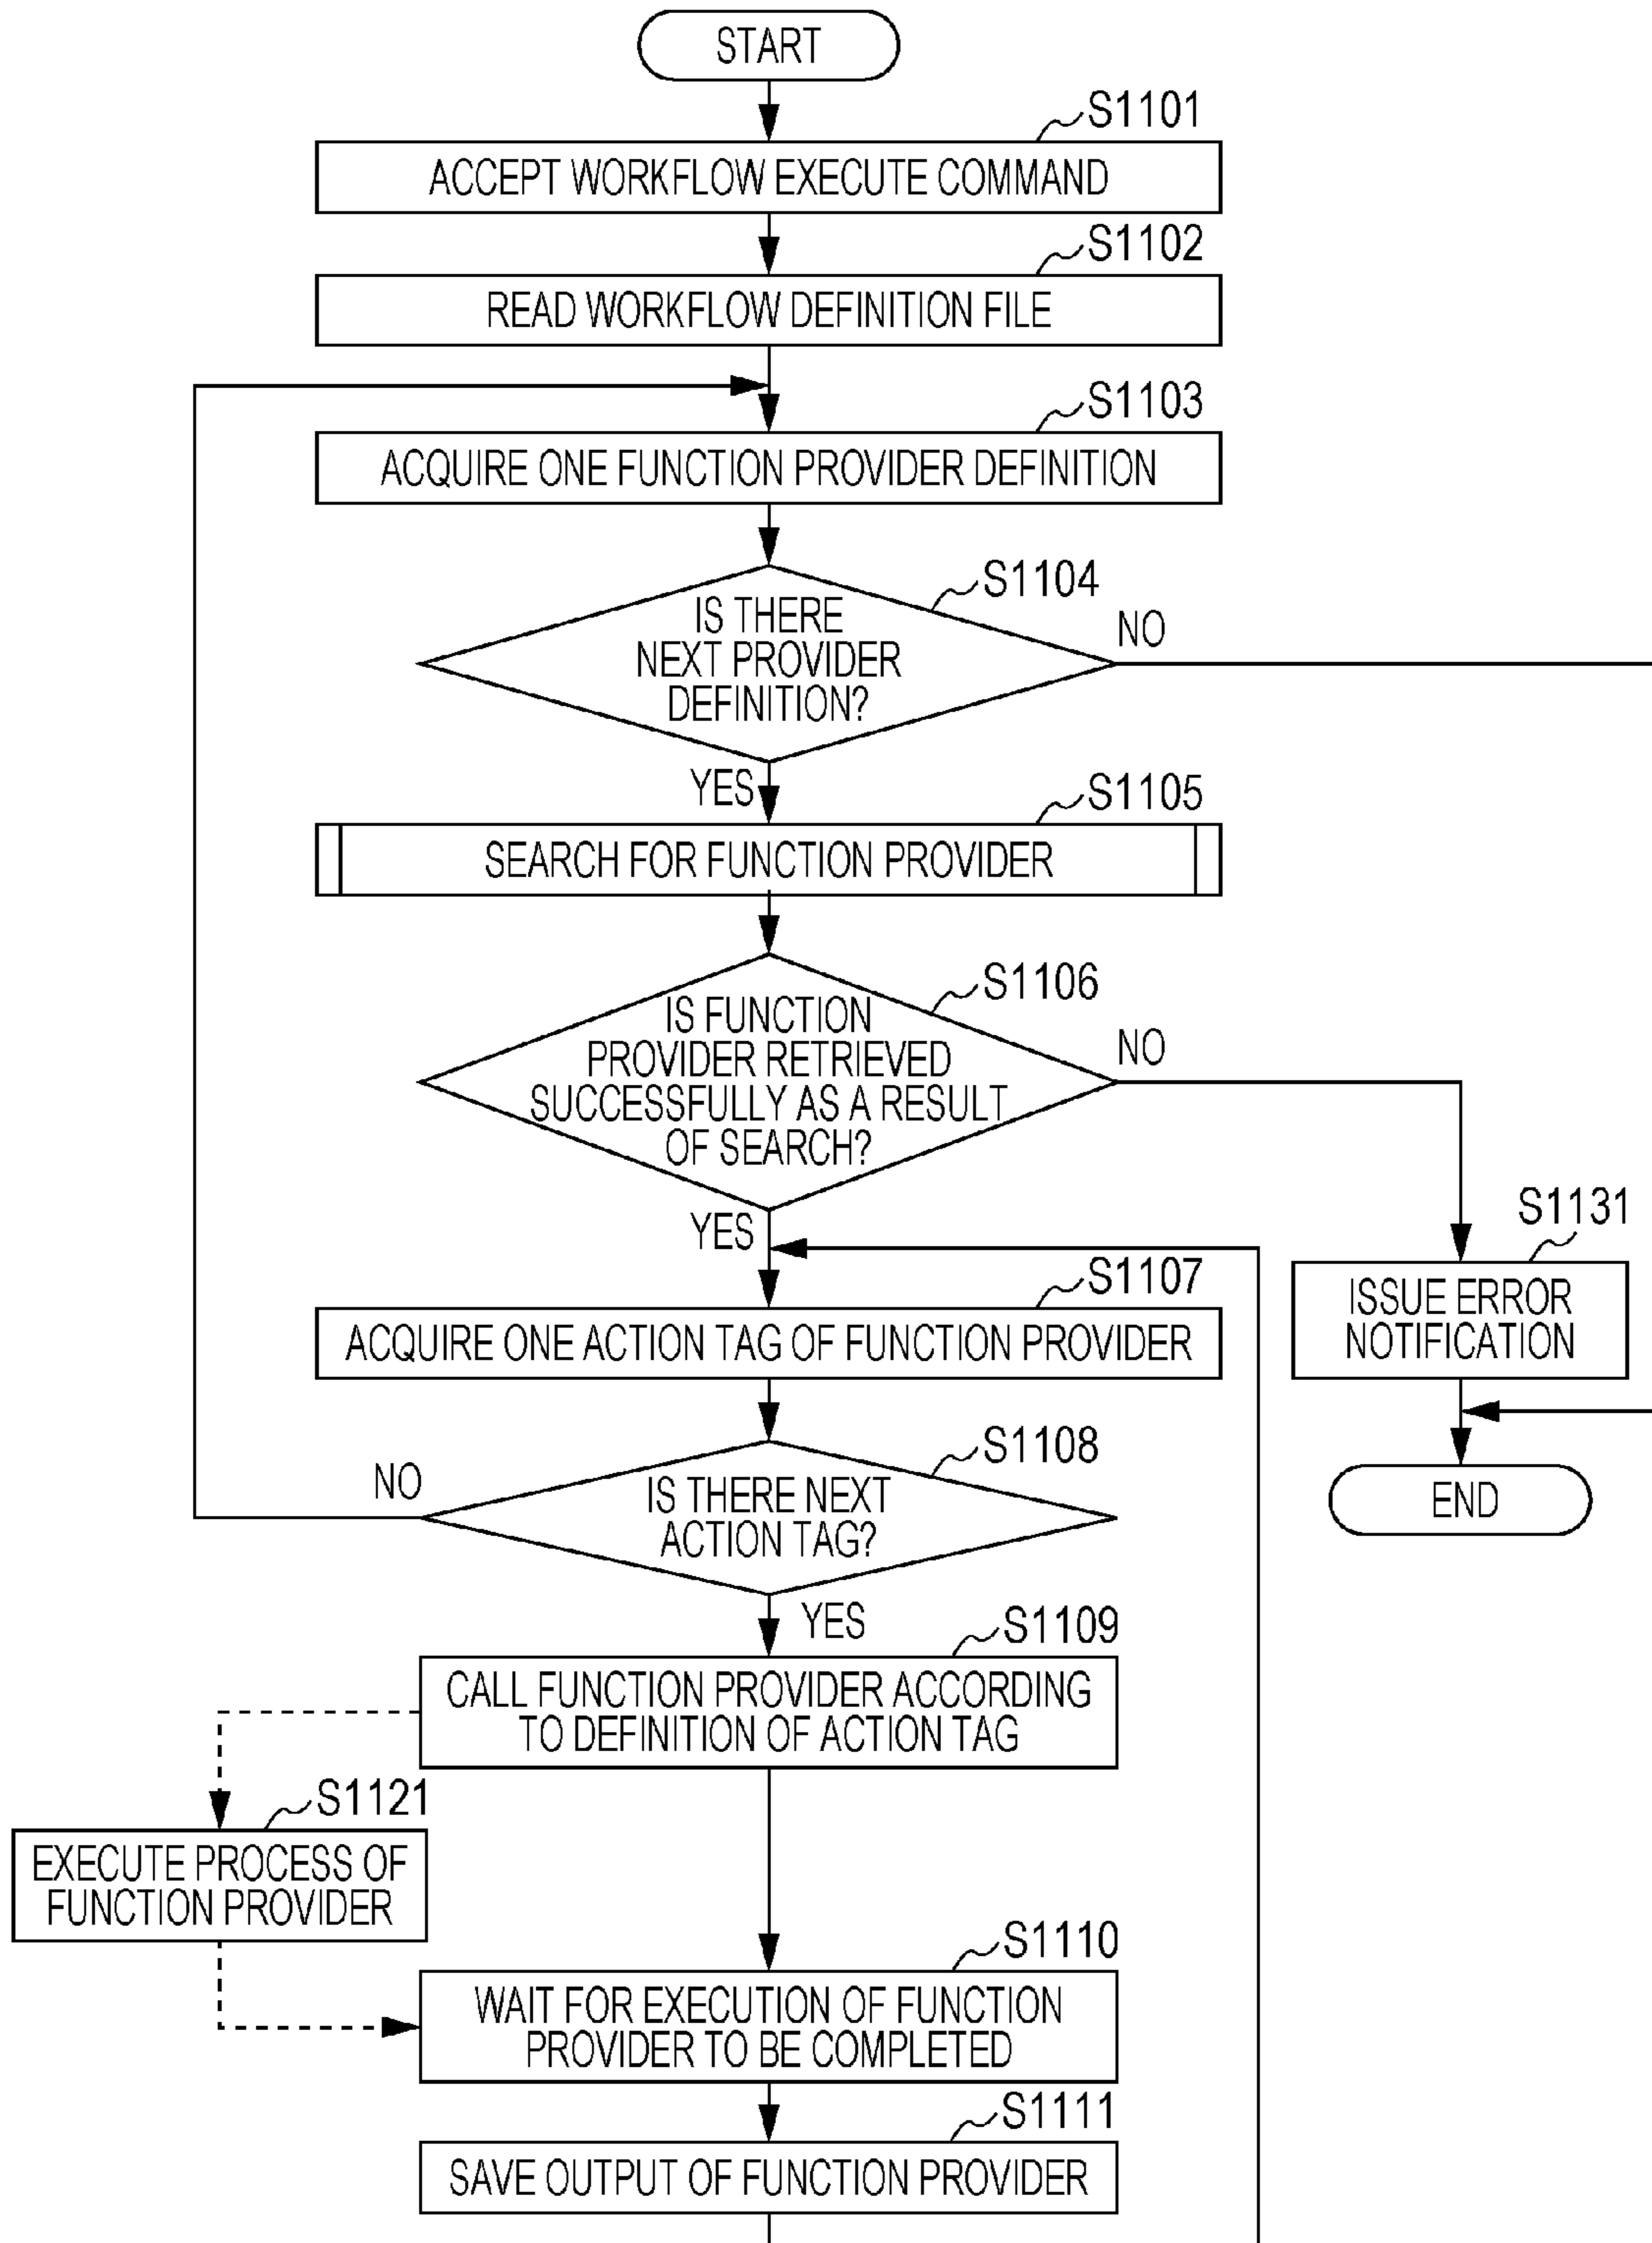 START
S1101
ACCEPT WORKFLOW EXECUTE COMMAND
S1102
READ WORKFLOW DEFINITION FILE
S1103
ACQUIRE ONE FUNCTION PROVIDER DEFINITION
S1104
IS THERE
NEXT PROVIDER
DEFINITION?
NO
YES
S1105
SEARCH FOR FUNCTION PROVIDER
S1106
IS FUNCTION
PROVIDER RETRIEVED
SUCCESSFULLY AS A RESULT
OF SEARCH?
NO
YES
S1131
ISSUE ERROR
NOTIFICATION
S1107
ACQUIRE ONE ACTION TAG OF FUNCTION PROVIDER
S1108
IS THERE NEXT
ACTION TAG?
NO
END
YES
S1109
CALL FUNCTION PROVIDER ACCORDING
TO DEFINITION OF ACTION TAG
S1121
EXECUTE PROCESS OF
FUNCTION PROVIDER
S1110
WAIT FOR EXECUTION OF FUNCTION
PROVIDER TO BE COMPLETED
S1111
SAVE OUTPUT OF FUNCTION PROVIDER